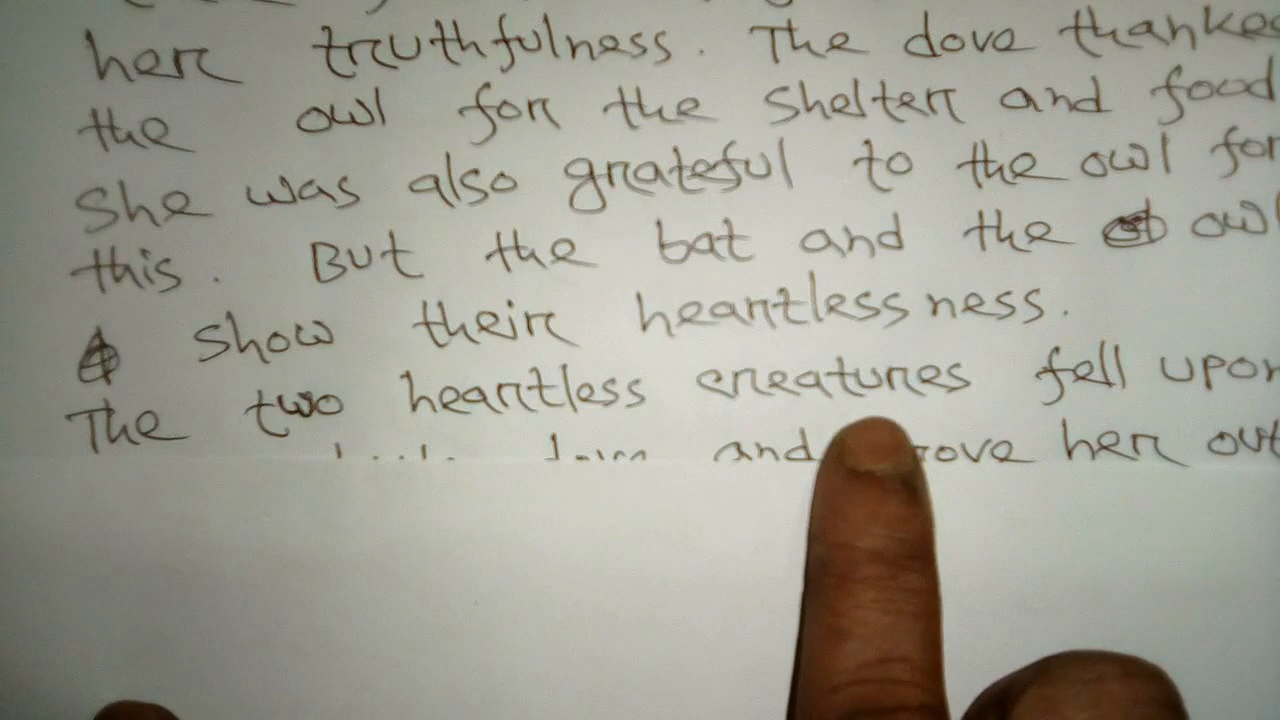 her truthfulness. The dove thanked
the owl for the shelter and food
She was also grateful to the owl for
this. But the bat and the owl
show their heartlessness.
The two heartless creatures fell upon
and drove her out